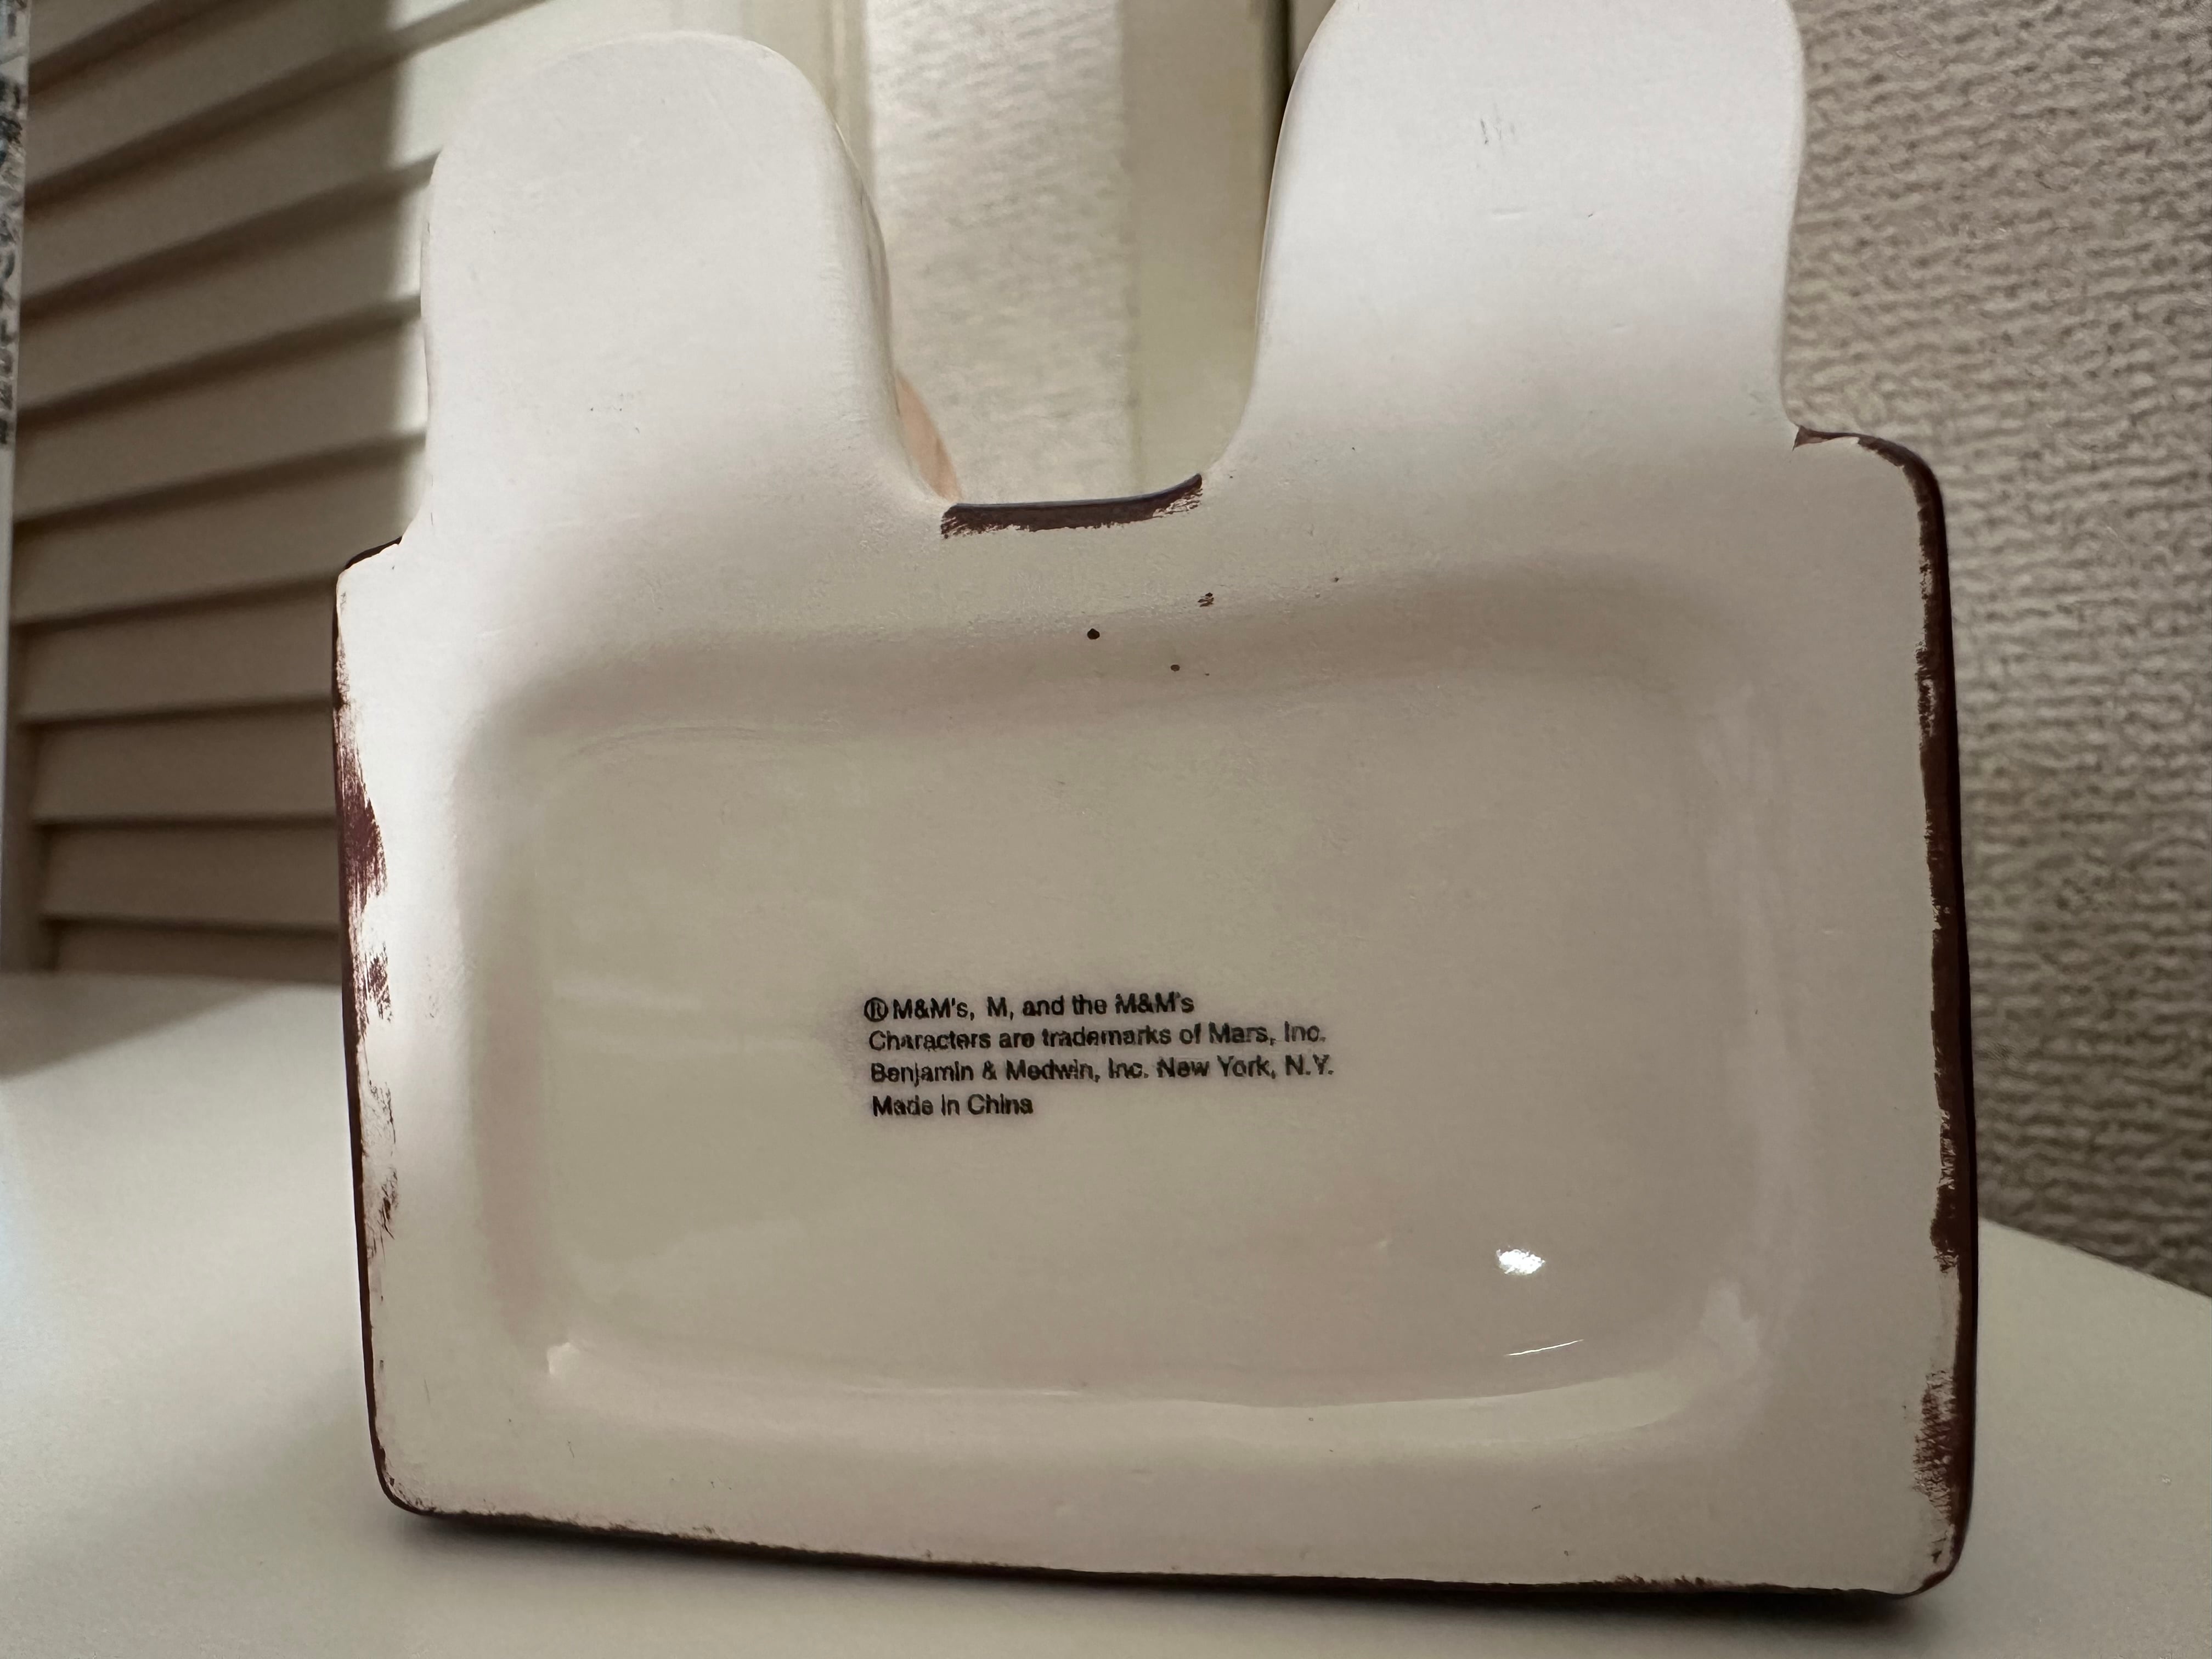 ®M&M's, M, and the M&M's
Characters are trademarks of Mars, Inc.
Benjamin & Medwin, Inc. New York, N.Y.
Made in China